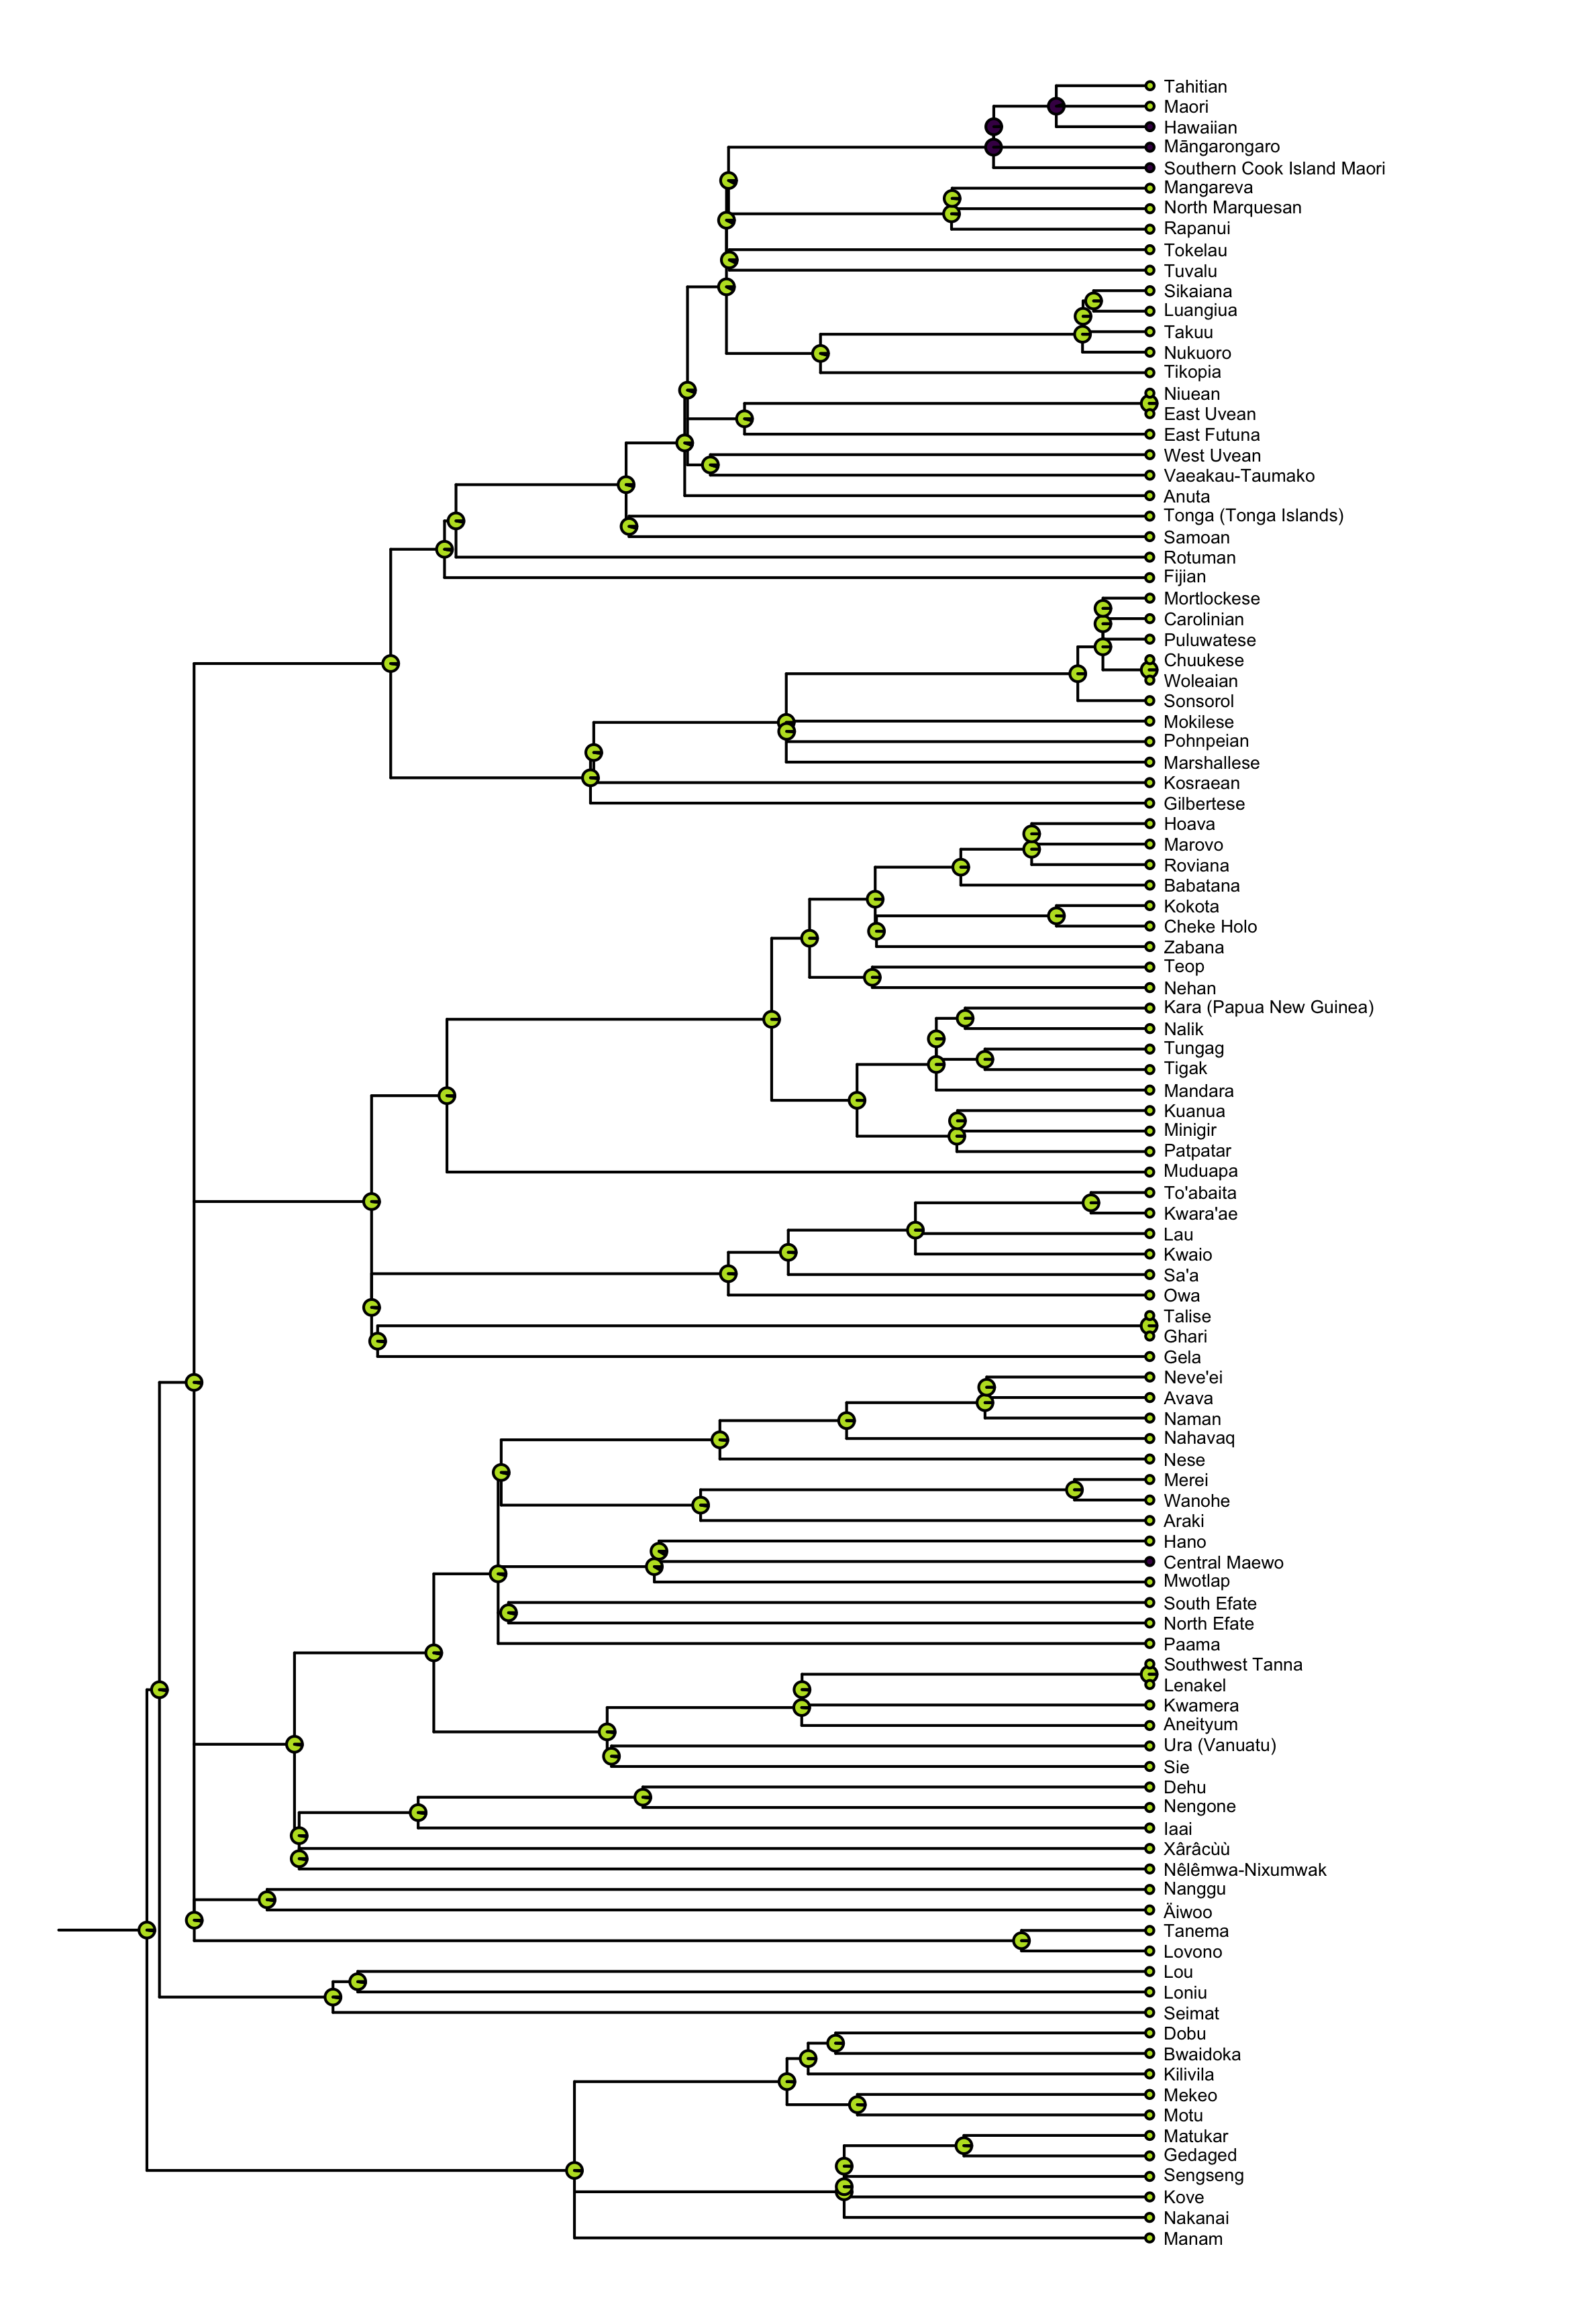 Tahitian
Maori
Hawaiian
Māngarongaro
Southern Cook Island Maori
Mangareva
North Marquesan
Rapanui
Tokelau
Tuvalu
Sikaiana
Luangiua
Takuu
Nukuoro
Tikopia
Niuean
East Uvean
East Futuna
West Uvean
Vaeakau-Taumako
Anuta
Tonga (Tonga Islands)
Samoan
Rotuman
Fijian
Mortlockese
Carolinian
Puluwatese
Chuukese
Woleaian
Sonsorol
Mokilese
Pohnpeian
Marshallese
Kosraean
Gilbertese
Hoava
Marovo
Roviana
Babatana
Kokota
Cheke Holo
Zabana
Teop
Nehan
Kara (Papua New Guinea)
Nalik
Tungag
Tigak
Mandara
Kuanua
Minigir
Patpatar
Muduapa
To'abaita
Kwara'ae
Lau
Kwaio
Sa'a
Owa
Talise
Ghari
Gela
Neve'ei
Avava
Naman
Nahavaq
Nese
Merei
Wanohe
Araki
Hano
Central Maewo
Mwotlap
South Efate
North Efate
Paama
Southwest Tanna
Lenakel
Kwamera
Aneityum
Ura (Vanuatu)
Sie
Dehu
Nengone
Iaai
Xârâcùù
Nêlêmwa-Nixumwak
Nanggu
Äiwoo
Tanema
Lovono
Lou
Loniu
Seimat
Dobu
Bwaidoka
Kilivila
Mekeo
Motu
Matukar
Gedaged
Sengseng
Kove
Nakanai
Manam